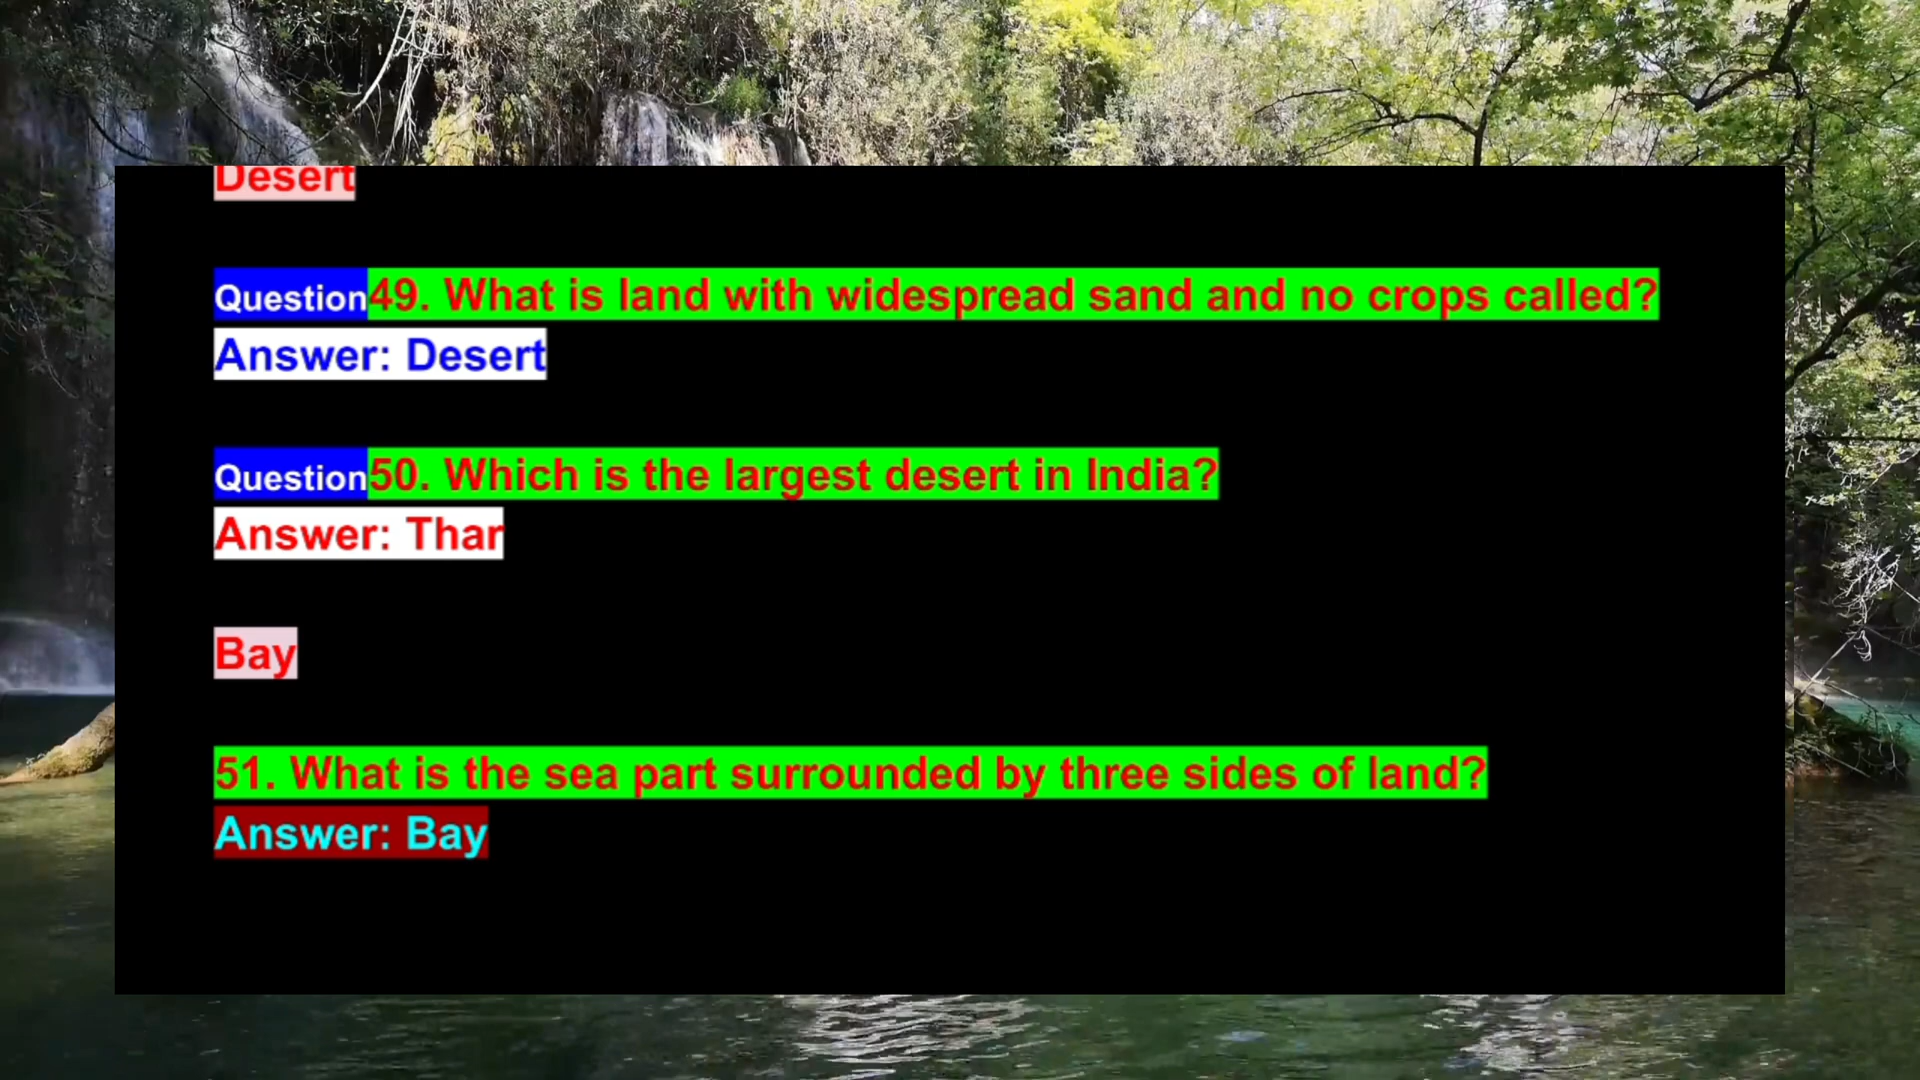 Desert
Question49. What is land with widespread sand and no crops called?
Answer: Desert
Question50. Which is the largest desert in India?
Answer: Thar
Bay
51. What is the sea part surrounded by three sides of land?
Answer: Bay